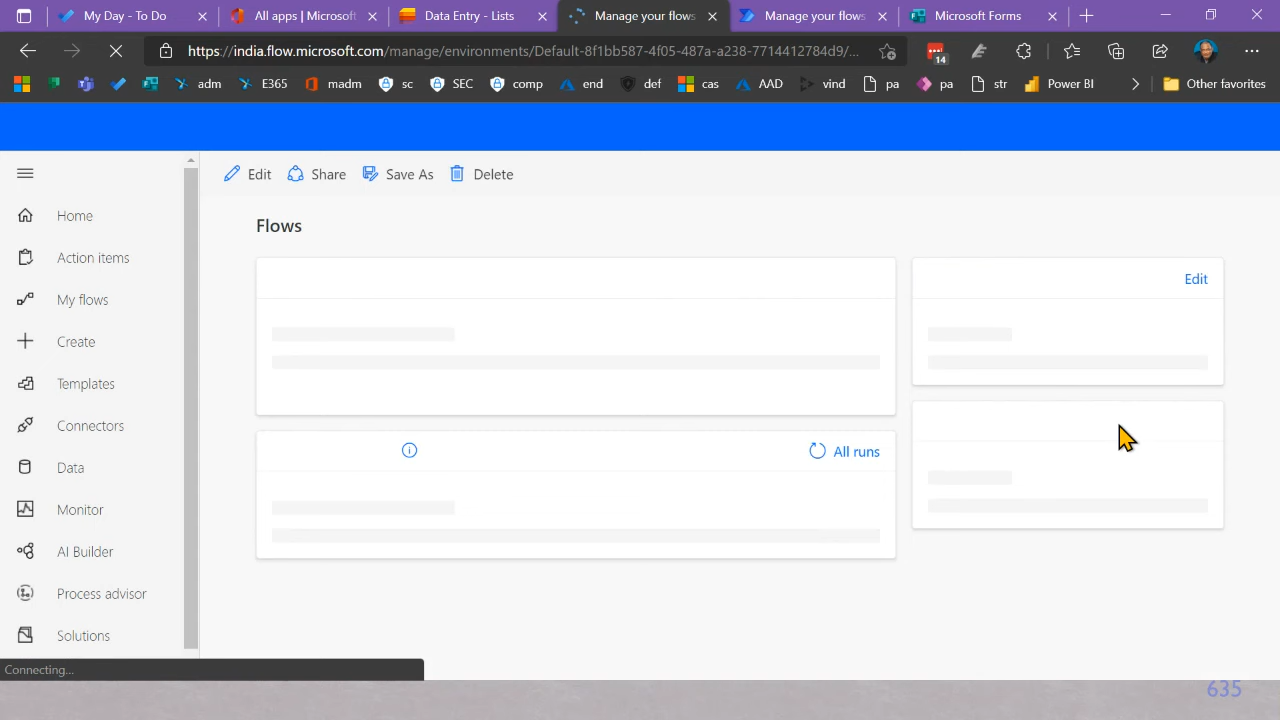 My Day - To Do
All apps | Microsoft
Data Entry - Lists
Manage your flows
Manage your flows
Microsoft Forms
https://india.flow.microsoft.com/manage/environments/Default-8f1bb587-4f05-487a-a238-7714412784d9/...
14
adm
E365
madm
sc
SEC
comp
end
def
cas
AAD
vind
pa
pa
str
Power BI
Other favorites
Edit
Share
Save As
Delete
Home
Action items
My flows
Create
Templates
Connectors
Data
Monitor
AI Builder
Process advisor
Solutions
Flows
Edit
All runs
Connecting...
635